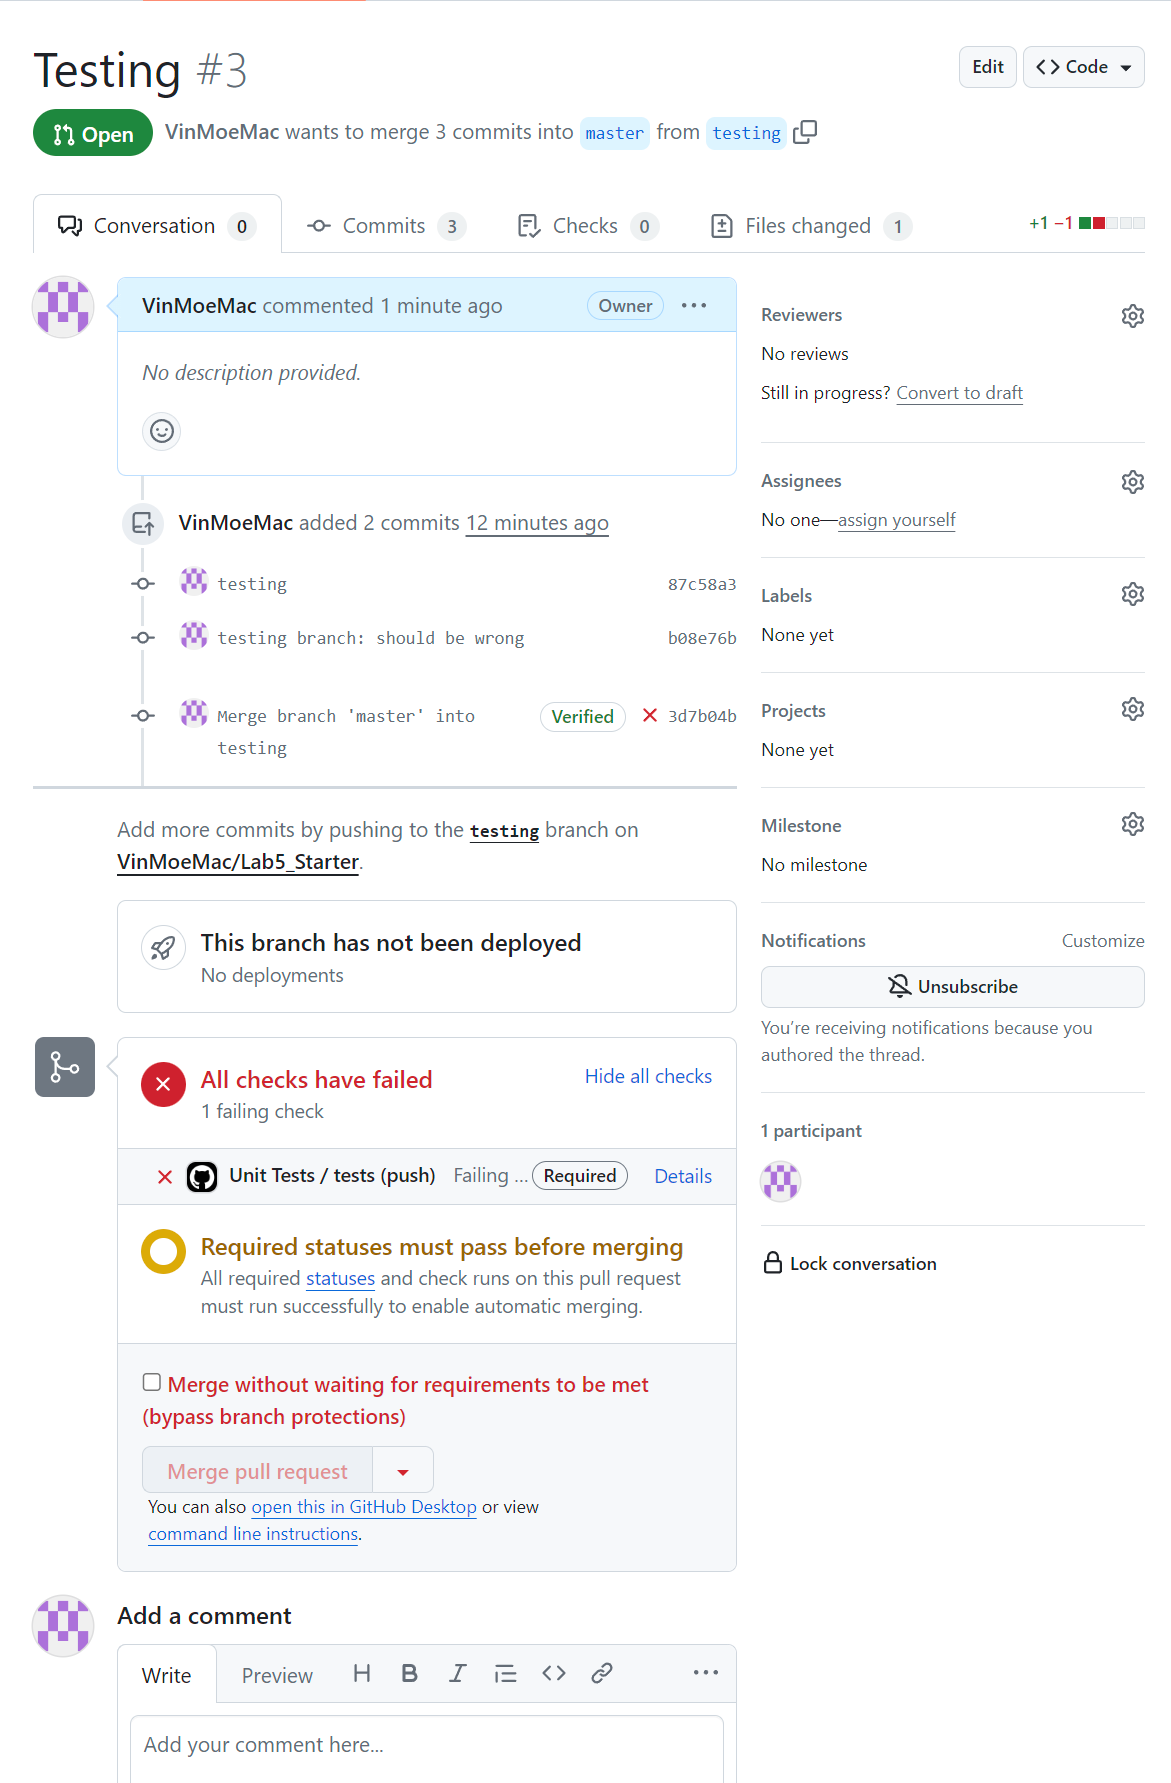 Testing #3
Edit
Code
Open
VinMoeMac wants to merge 3 commits into master from testing
Conversation 0
Commits 3
Checks 0
Files changed 1
+1 −1
VinMoeMac commented 1 minute ago
Owner
No description provided.
VinMoeMac added 2 commits 12 minutes ago
testing 87c58a3
testing branch: should be wrong b08e76b
Merge branch 'master' into Verified 3d7b04b
testing
Add more commits by pushing to the testing branch on
VinMoeMac/Lab5_Starter.
This branch has not been deployed
No deployments
All checks have failed
Hide all checks
1 failing check
Unit Tests / tests (push) Failing ... Required Details
Required statuses must pass before merging
All required statuses and check runs on this pull request
must run successfully to enable automatic merging.
Merge without waiting for requirements to be met
(bypass branch protections)
Merge pull request
You can also open this in GitHub Desktop or view
command line instructions.
Add a comment
Write
Preview
Add your comment here...
Reviewers
No reviews
Still in progress? Convert to draft
Assignees
No one—assign yourself
Labels
None yet
Projects
None yet
Milestone
No milestone
Notifications
Customize
Unsubscribe
You’re receiving notifications because you
authored the thread.
1 participant
Lock conversation